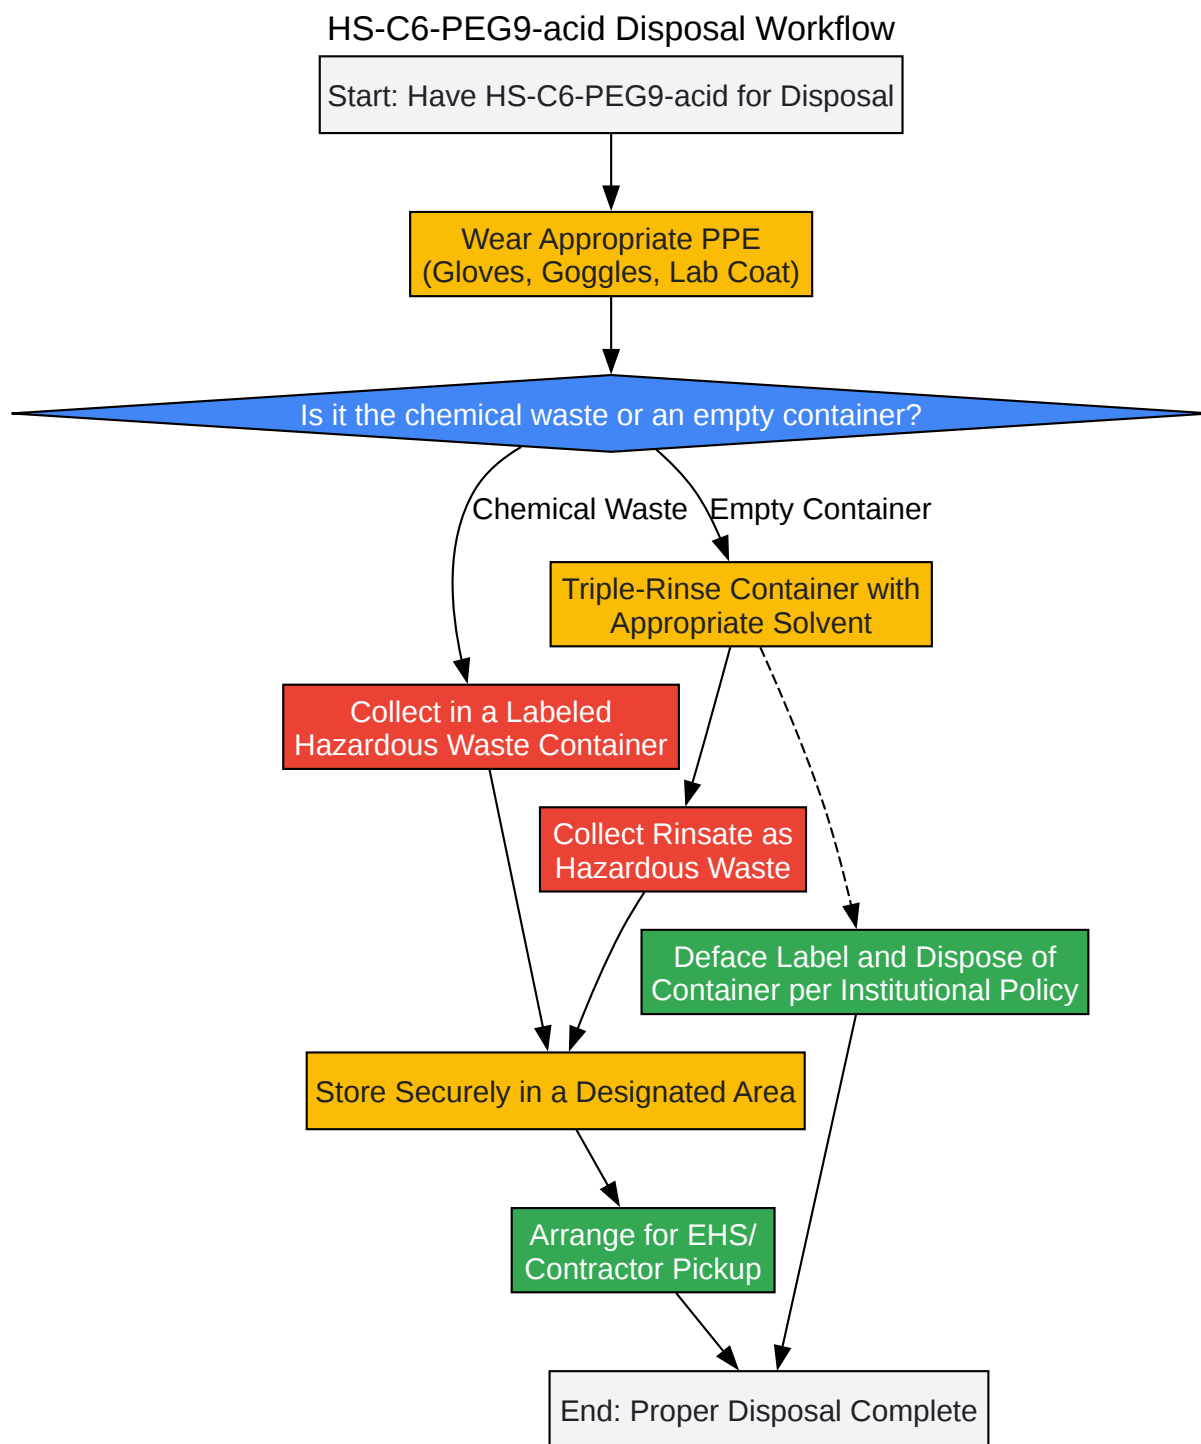 HS-C6-PEG9-acid Disposal Workflow
Start: Have HS-C6-PEG9-acid for Disposal
Wear Appropriate PPE
(Gloves, Goggles, Lab Coat)
Is it the chemical waste or an empty container?
Chemical Waste
Empty Container
Triple-Rinse Container with
Appropriate Solvent
Collect in a Labeled
Hazardous Waste Container
Collect Rinsate as
Hazardous Waste
Deface Label and Dispose of
Container per Institutional Policy
Store Securely in a Designated Area
Arrange for EHS/
Contractor Pickup
End: Proper Disposal Complete